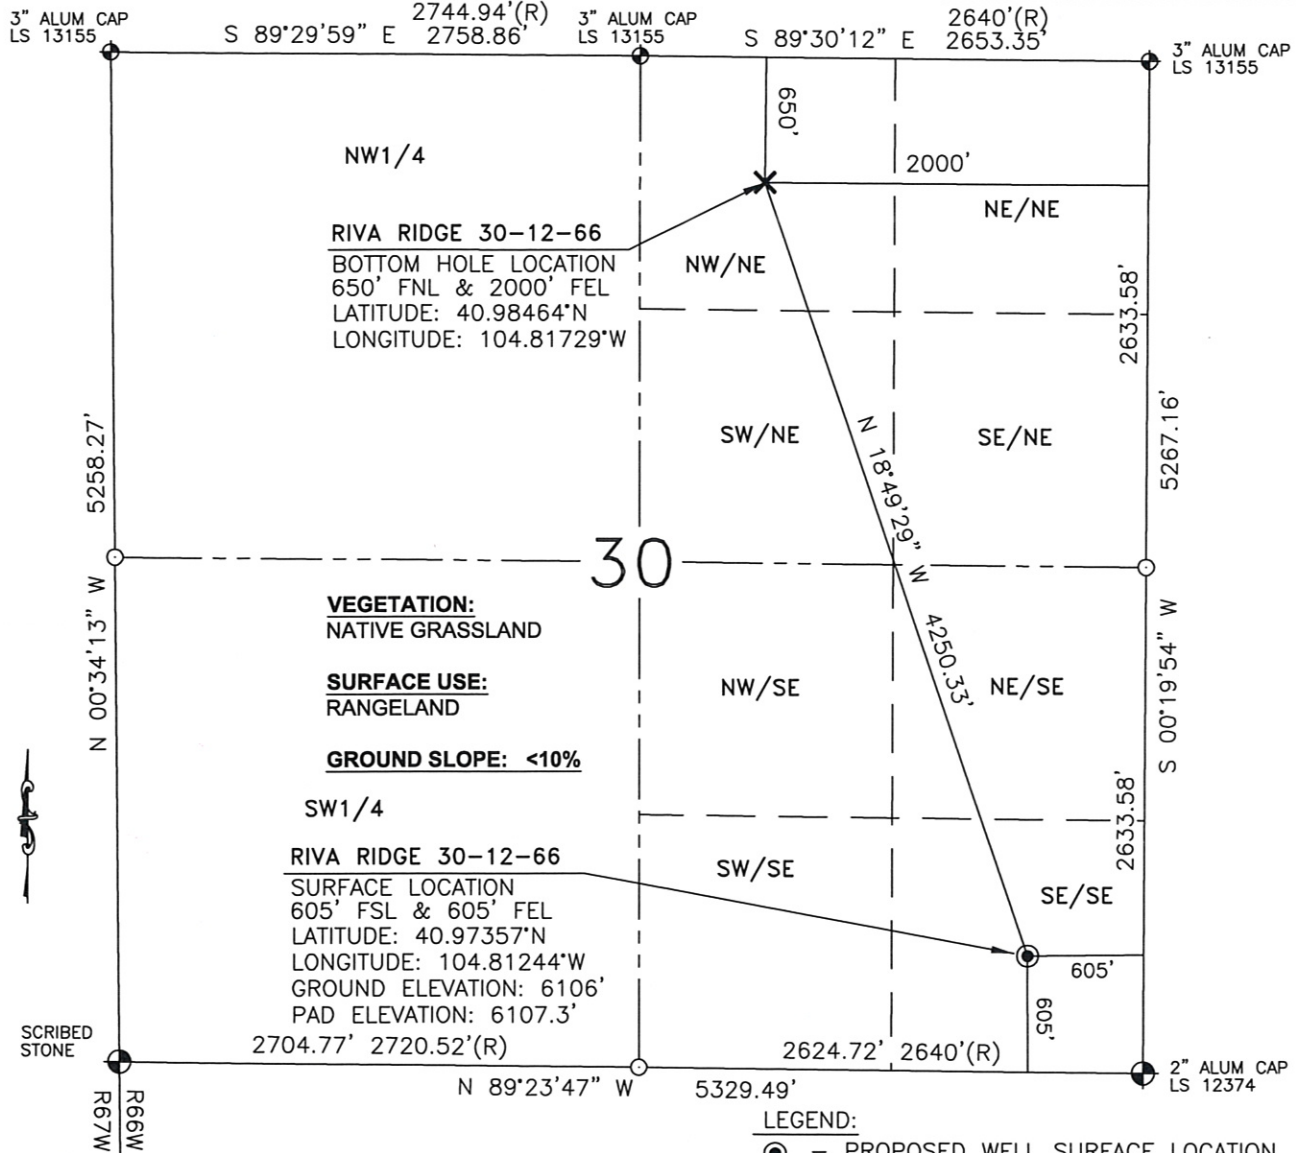 3" ALUM CAP
LS 13155
2744.94'(R)
S 89°29'59" E 2758.86'
3" ALUM CAP
LS 13155
2640'(R)
S 89°30'12" E 2653.35'
3" ALUM CAP
LS 13155
650'
NW1/4
2000'
NE/NE
RIVA RIDGE 30-12-66
BOTTOM HOLE LOCATION
650' FNL & 2000' FEL
LATITUDE: 40.98464°N
LONGITUDE: 104.81729°W
NW/NE
2633.58'
5258.27'
SW/NE
SE/NE
N 18°49'29" W
5267.16'
30
N 00°34'13" W
VEGETATION:
NATIVE GRASSLAND
SURFACE USE:
RANGELAND
GROUND SLOPE: <10%
4250.33'
NW/SE
NE/SE
S 00°19'54" W
SW1/4
2633.58'
RIVA RIDGE 30-12-66
SURFACE LOCATION
605' FSL & 605' FEL
LATITUDE: 40.97357°N
LONGITUDE: 104.81244°W
GROUND ELEVATION: 6106'
PAD ELEVATION: 6107.3'
SW/SE
SE/SE
605'
605'
SCRIBED
STONE
2704.77' 2720.52'(R)
2624.72' 2640'(R)
N 89°23'47" W 5329.49'
2" ALUM CAP
LS 12374
R66W
R67W
LEGEND:
– PROPOSED WELL SURFACE LOCATION